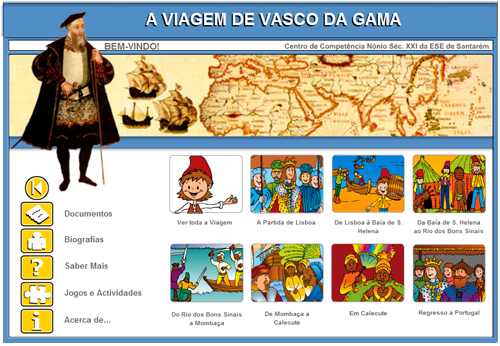 A VIAGEM DE VASCO DA GAMA
BEM-VINDO!
Centro de Competência Nónio Séc. XXI da ESE de Santarém
Documentos
Biografias
Saber Mais
Jogos e Actividades
Acerca de...
Ver toda a Viagem
A Partida de Lisboa
De Lisboa à Baía de S.
Helena
Da Baía de S. Helena
ao Rio dos Bons Sinais
Do Rio dos Bons Sinais
a Mombaça
De Mombaça a
Calecute
Em Calecute
Regresso a Portugal